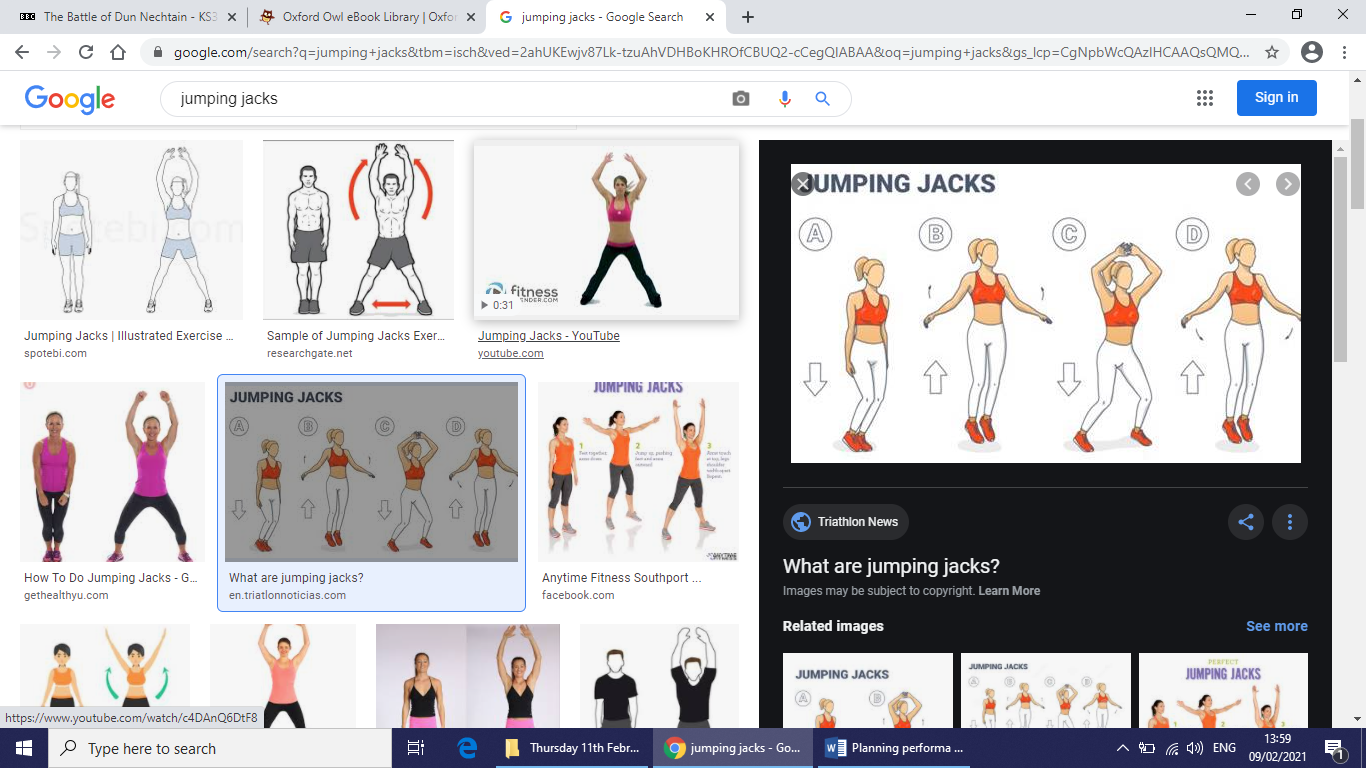 The Battle of Dun Nechtain - KS3
Oxford Owl eBook Library | Oxfor
jumping jacks - Google Search
google.com/search?q=jumping+jacks&tbm=isch&ved=2ahUKEwjv87Lk-tzuAhVDHBoKHROfCBUQ2-cCegQIABAA&oq=jumping+jacks&gs_lcp=CgNpbWcQAzIHCAAQsQMQ...
Google
jumping jacks
Sign in
Jumping Jacks | Illustrated Exercise ...
spotebi.com
Sample of Jumping Jacks Exer...
researchgate.net
fitness
0:31
Jumping Jacks - YouTube
youtube.com
How To Do Jumping Jacks - G...
gethealthyu.com
JUMPING JACKS
A B C D
What are jumping jacks?
en.triatlonnoticias.com
JUMPING JACKS
1 2 3
Anytime Fitness Southport ...
facebook.com
JUMPING JACKS
A B C D
Triathlon News
What are jumping jacks?
Images may be subject to copyright. Learn More
Related images
See more
JUMPING JACKS
A B
JUMPING JACKS
PERFECT
JUMPING JACKS
https://www.youtube.com/watch/c4DAnQ6DtF8
Type here to search
Thursday 11th Febr...
jumping jacks - Go...
Planning performa ...
ENG
13:59
09/02/2021
1